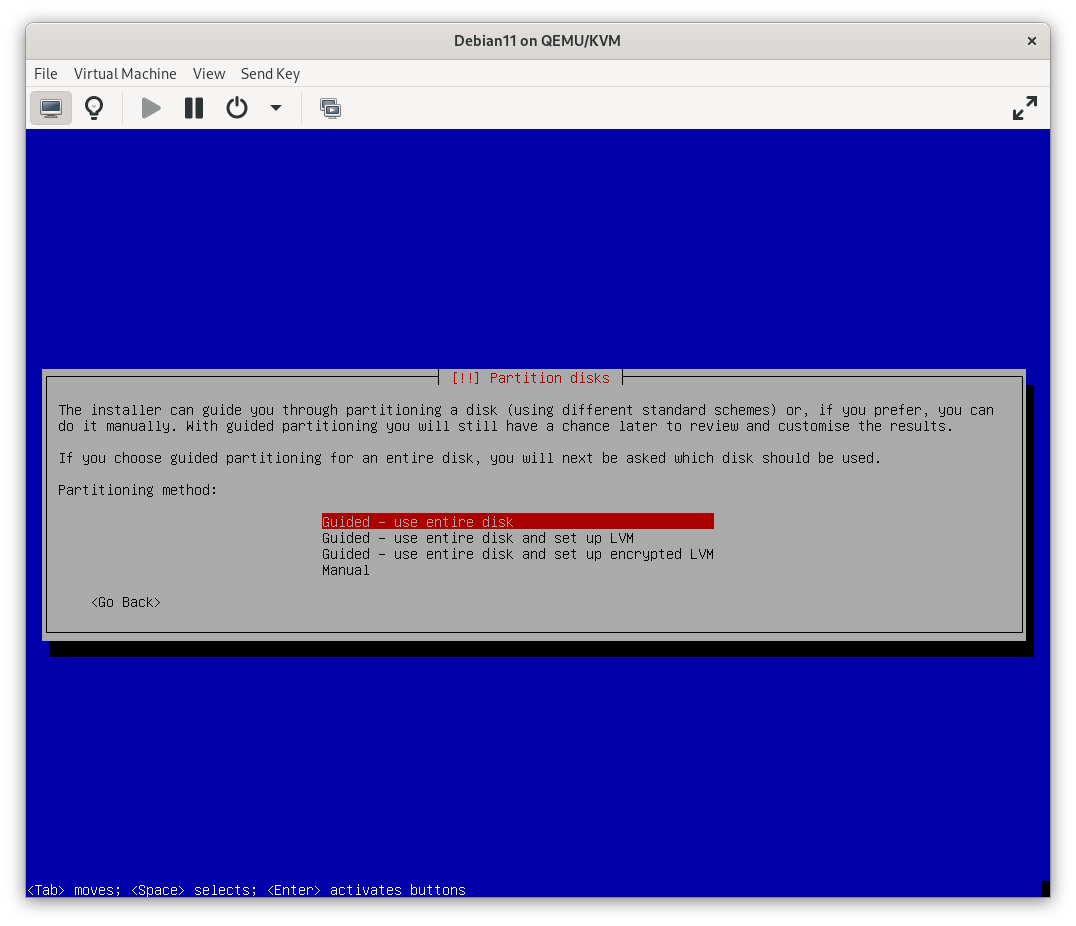 Debian11 on QEMU/KVM
File Virtual Machine View Send Key
[!!] Partition disks
The installer can guide you through partitioning a disk (using different standard schemes) or, if you prefer, you can
do it manually. With guided partitioning you will still have a chance later to review and customise the results.
If you choose guided partitioning for an entire disk, you will next be asked which disk should be used.
Partitioning method:
Guided - use entire disk
Guided - use entire disk and set up LVM
Guided - use entire disk and set up encrypted LVM
Manual
<Go Back>
<Tab> moves; <Space> selects; <Enter> activates buttons